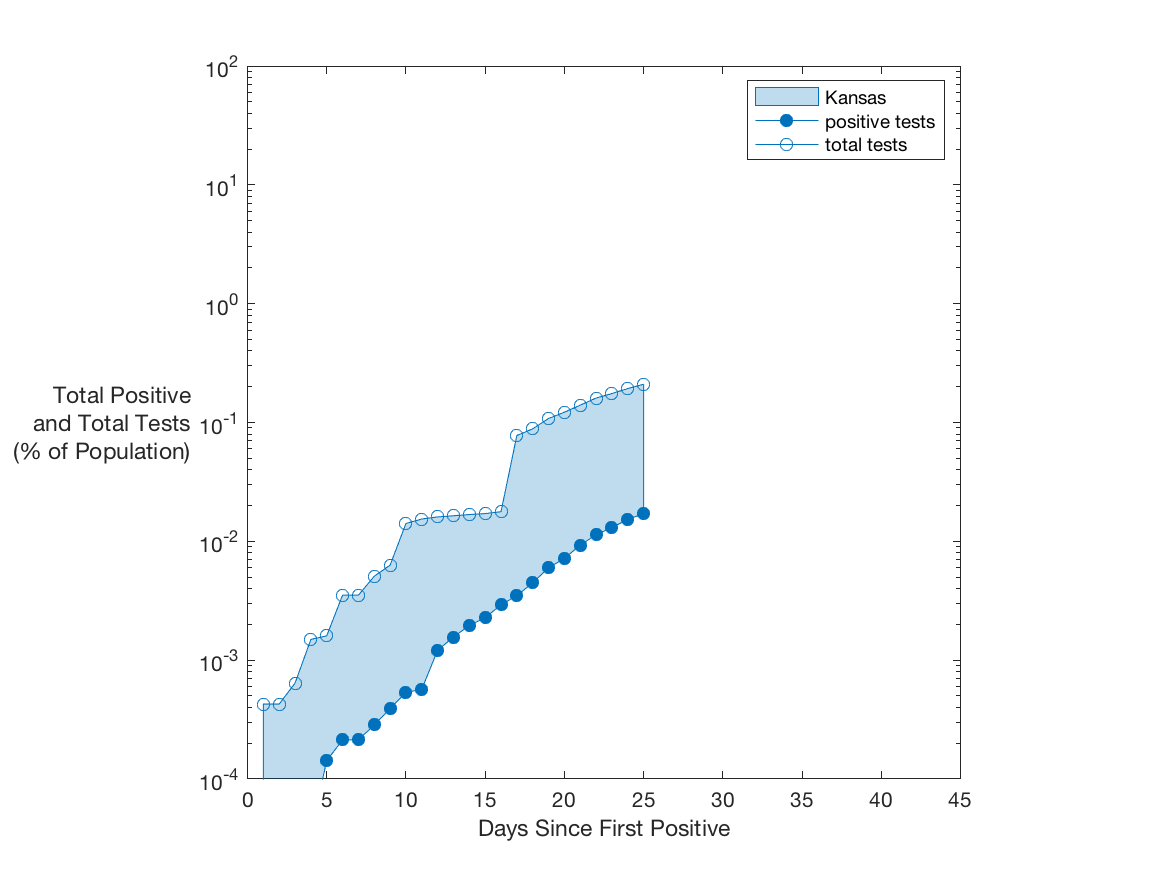 10^2
10^1
10^0
10^-1
10^-2
10^-3
10^-4
Total Positive
and Total Tests
(% of Population)
Kansas
positive tests
total tests
0 5 10 15 20 25 30 35 40 45
Days Since First Positive